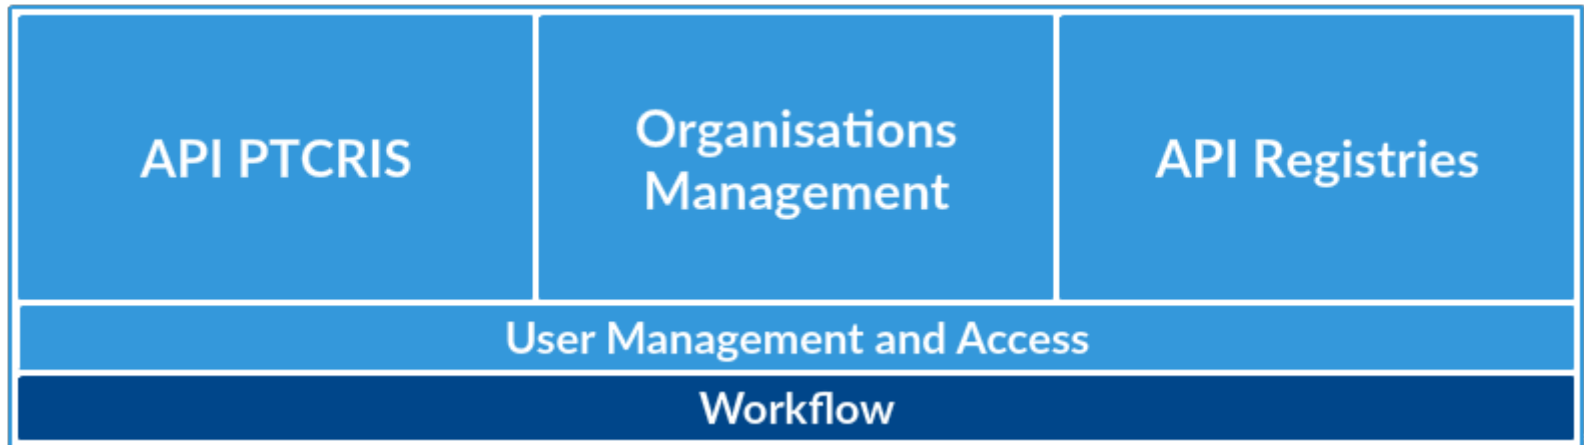 API PTCRIS
Organisations
Management
API Registries
User Management and Access
Workflow